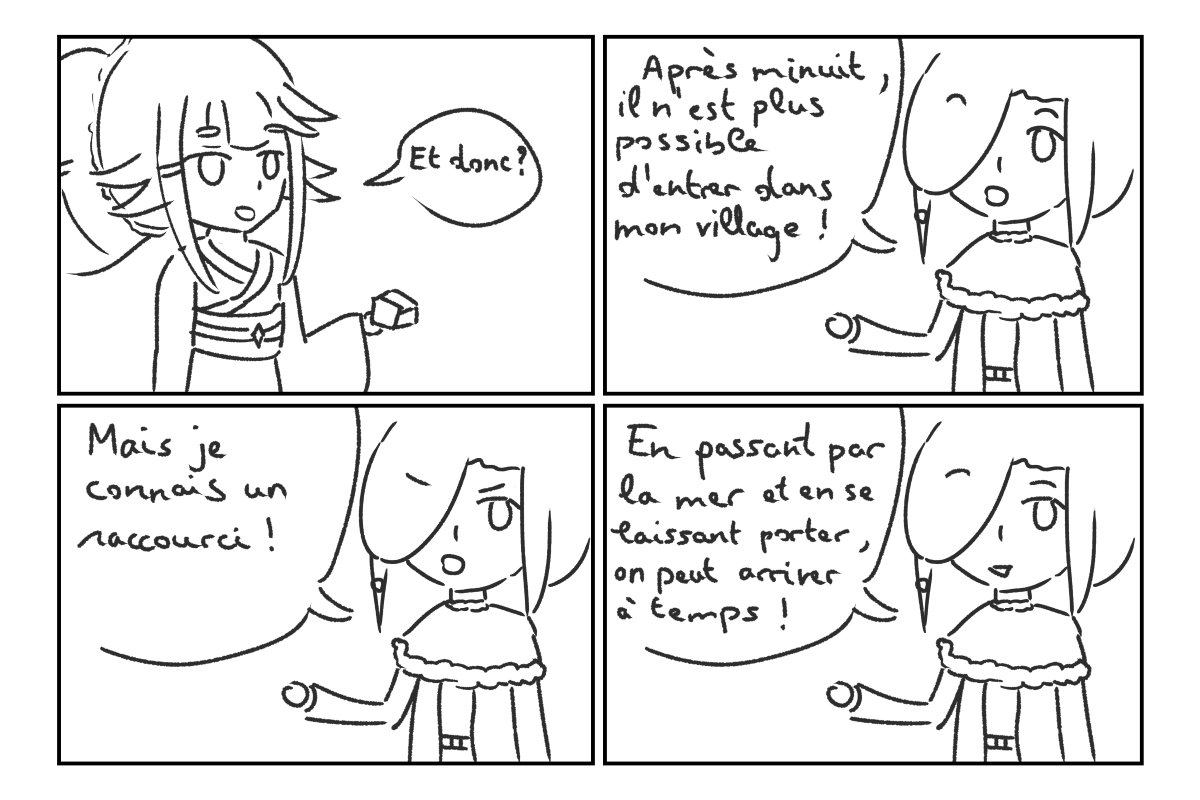 Et donc?
Après minuit,
il n'est plus
possible
d'entrer dans
mon village !
Mais je
connais un
raccourci !
En passant par
la mer et en se
laissant porter,
on peut arriver
à temps !